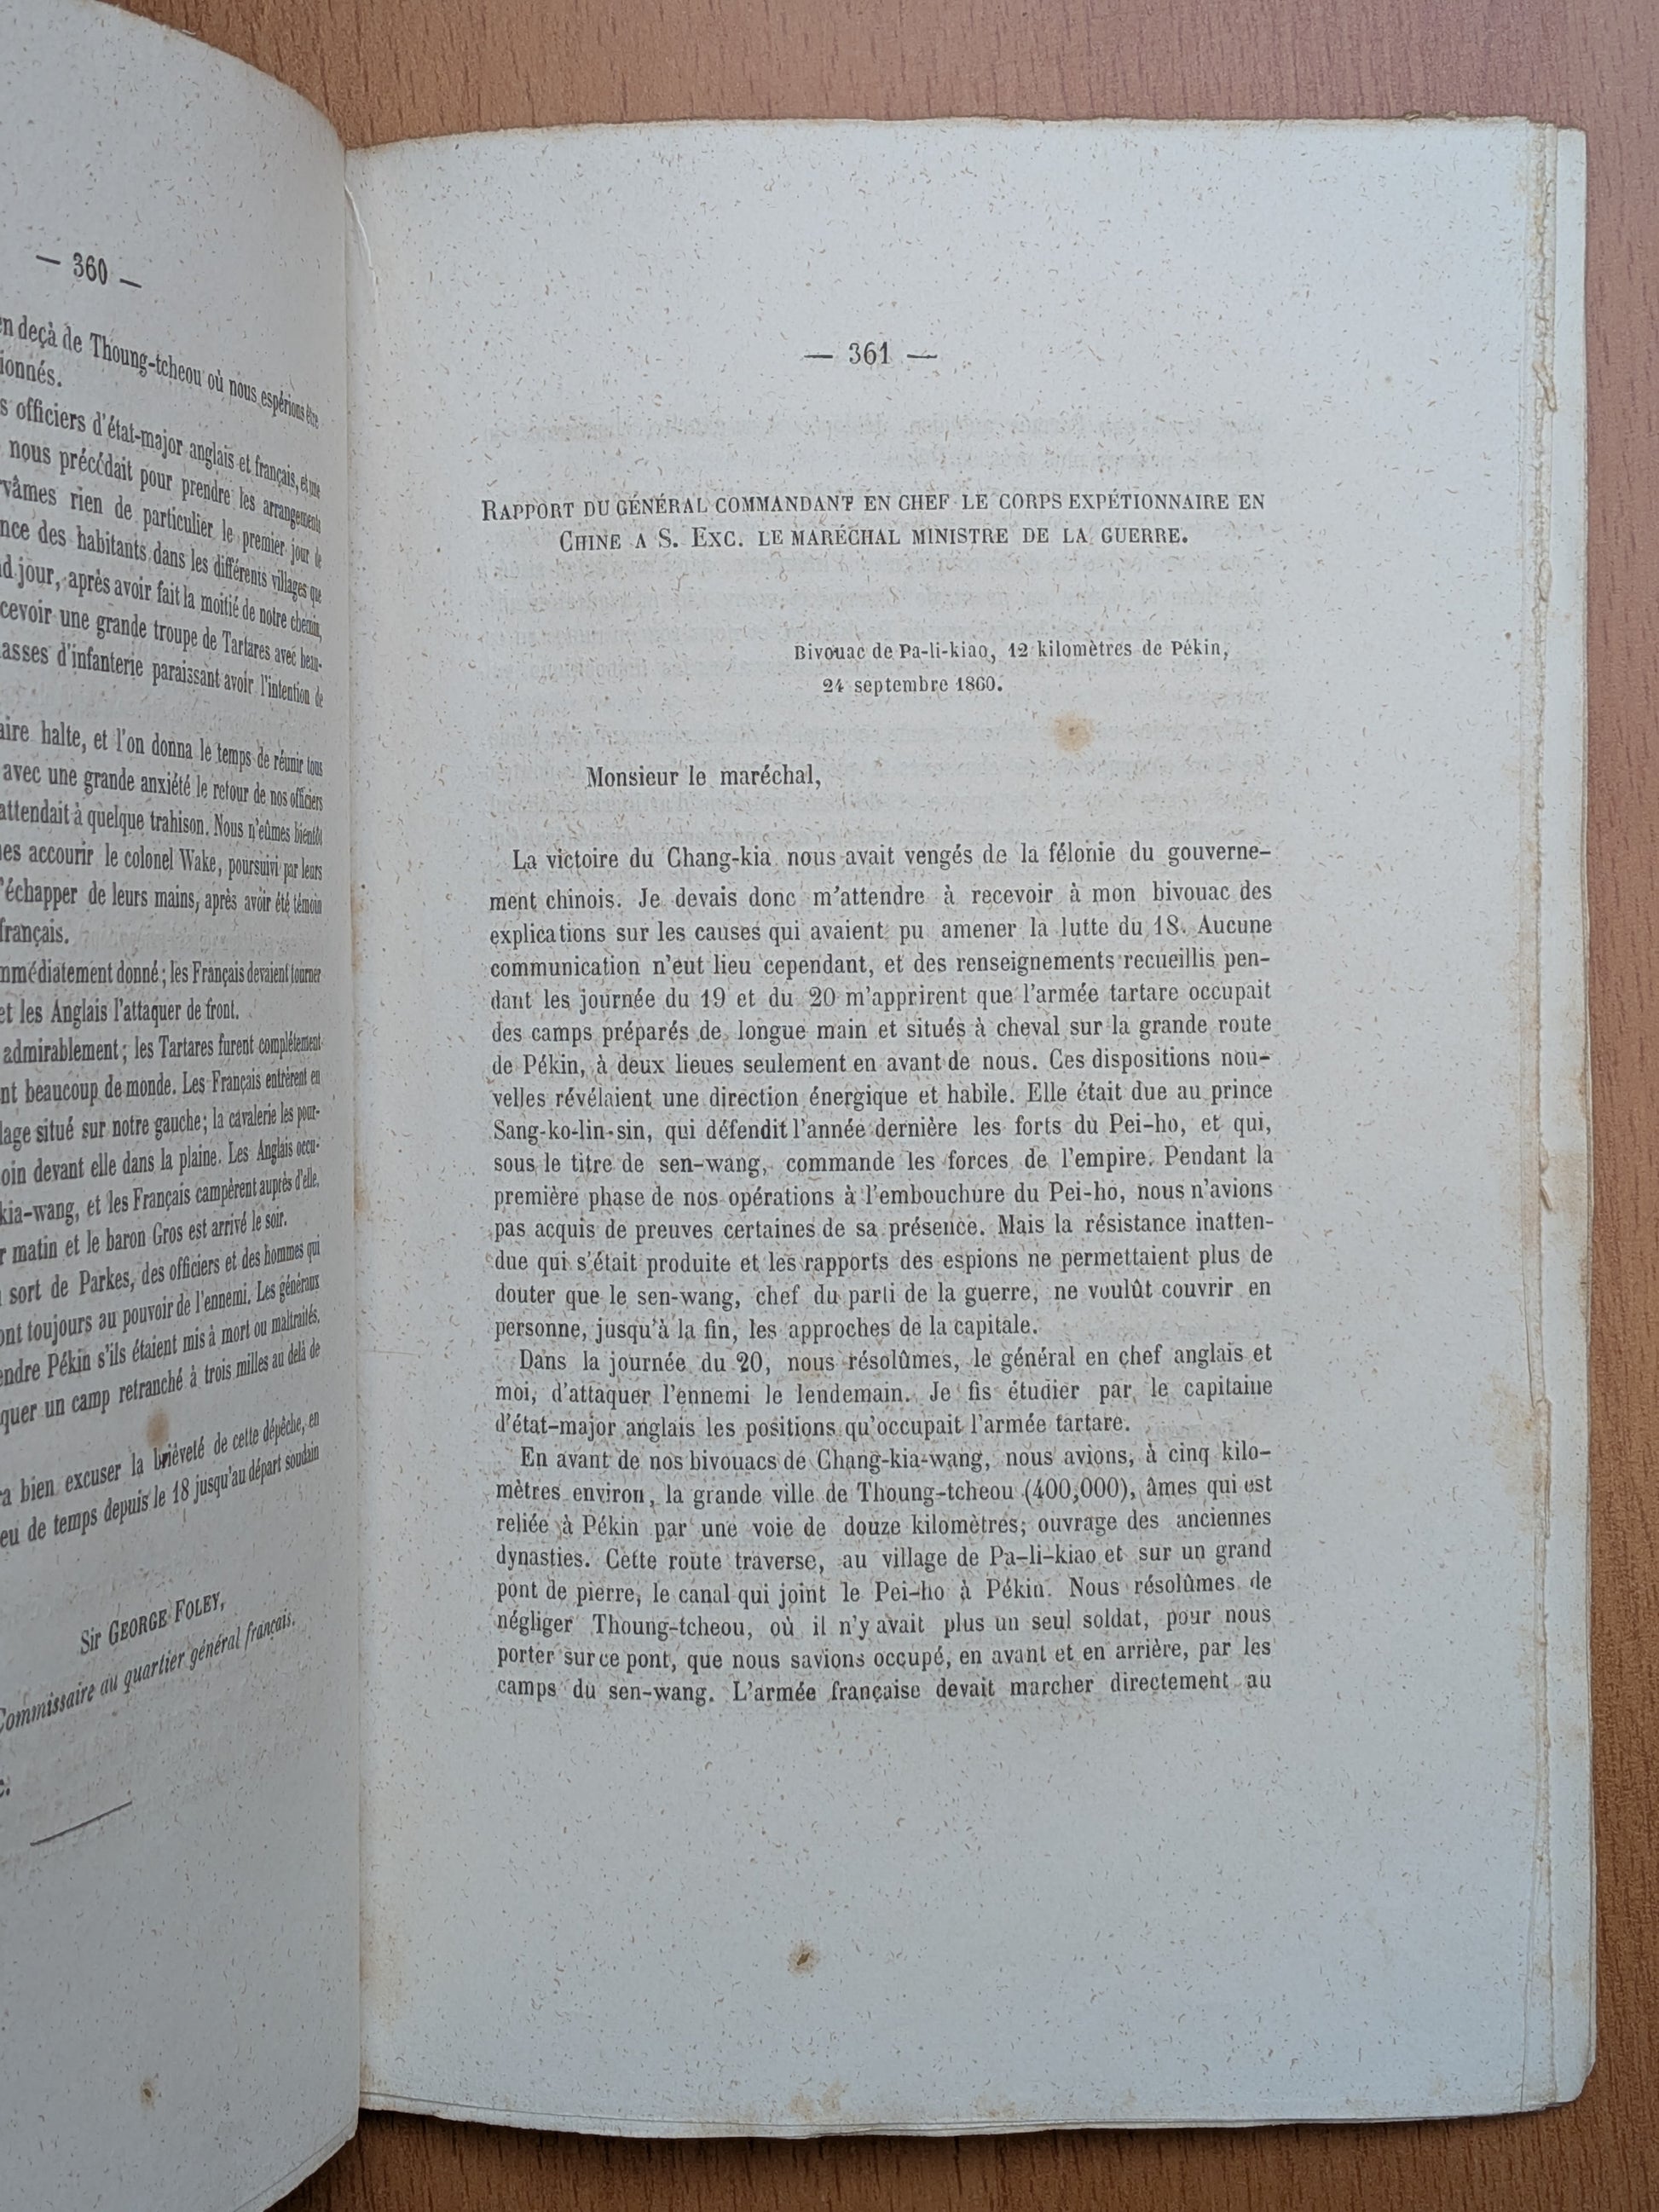 — 360 —
en deçà de Thoung-tcheou où nous espérions être
ionnés.
s officiers d'état-major anglais et français, et une
nous précédait pour prendre les arrangements
vâmes rien de particulier le premier jour de
nce des habitants dans les différents villages que
d jour, après avoir fait la moitié de notre chemin,
cevoir une grande troupe de Tartares avec beau-
asses d'infanterie paraissant avoir l'intention de
aire halte, et l'on donna le temps de réunir tous
avec une grande anxiété le retour de nos officiers
attendait à quelque trahison. Nous n'eûmes bientôt
es accourir le colonel Wake, poursuivi par leurs
'échapper de leurs mains, après avoir été témoin
français.
mmédiatement donné; les Français devaient tourner
et les Anglais l'attaquer de front.
admirablement; les Tartares furent complètement
nt beaucoup de monde. Les Français entrèrent en
lage situé sur notre gauche; la cavalerie les pour-
oin devant elle dans la plaine. Les Anglais occu-
kia-wang, et les Français campèrent auprès d'elle.
r matin et le baron Gros est arrivé le soir.
sort de Parkes, des officiers et des hommes qui
ont toujours au pouvoir de l'ennemi. Les généraux
endre Pékin s'ils étaient mis à mort ou maltraités.
quer un camp retranché à trois milles au delà de
ra bien excuser la brièveté de cette dépêche, en
eu de temps depuis le 18 jusqu'au départ soudain
Sir GEORGE FOLEY,
Commissaire au quartier général français.
— 361 —
RAPPORT DU GÉNÉRAL COMMANDANT EN CHEF LE CORPS EXPÉTIONNAIRE EN
CHINE A S. EXC. LE MARÉCHAL MINISTRE DE LA GUERRE.
Bivouac de Pa-li-kiao, 12 kilomètres de Pékin,
24 septembre 1860.
Monsieur le maréchal,
La victoire du Chang-kia nous avait vengés de la félonie du gouverne-
ment chinois. Je devais donc m'attendre à recevoir à mon bivouac des
explications sur les causes qui avaient pu amener la lutte du 18. Aucune
communication n'eut lieu cependant, et des renseignements recueillis pen-
dant les journée du 19 et du 20 m'apprirent que l'armée tartare occupait
des camps préparés de longue main et situés à cheval sur la grande route
de Pékin, à deux lieues seulement en avant de nous. Ces dispositions nou-
velles révélaient une direction énergique et habile. Elle était due au prince
Sang-ko-lin-sin, qui défendit l'année dernière les forts du Pei-ho, et qui,
sous le titre de sen-wang, commande les forces de l'empire. Pendant la
première phase de nos opérations à l'embouchure du Pei-ho, nous n'avions
pas acquis de preuves certaines de sa présence. Mais la résistance inatten-
due qui s'était produite et les rapports des espions ne permettaient plus de
douter que le sen-wang, chef du parti de la guerre, ne voulût couvrir en
personne, jusqu'à la fin, les approches de la capitale.
Dans la journée du 20, nous résolûmes, le général en chef anglais et
moi, d'attaquer l'ennemi le lendemain. Je fis étudier par le capitaine
d'état-major anglais les positions qu'occupait l'armée tartare.
En avant de nos bivouacs de Chang-kia-wang, nous avions, à cinq kilo-
mètres environ, la grande ville de Thoung-tcheou (400,000), âmes qui est
reliée à Pékin par une voie de douze kilomètres; ouvrage des anciennes
dynasties. Cette route traverse, au village de Pa-li-kiao et sur un grand
pont de pierre, le canal qui joint le Pei-ho à Pékin. Nous résolûmes de
négliger Thoung-tcheou, où il n'y avait plus un seul soldat, pour nous
porter sur ce pont, que nous savions occupé, en avant et en arrière, par les
camps du sen-wang. L'armée française devait marcher directement au